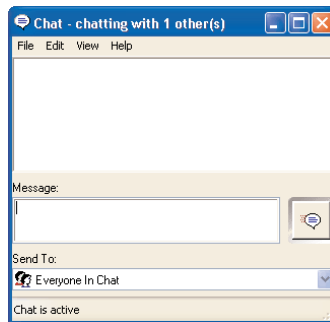 Chat - chatting with 1 other(s)
File Edit View Help
Message:
Send To:
Everyone In Chat
Chat is active